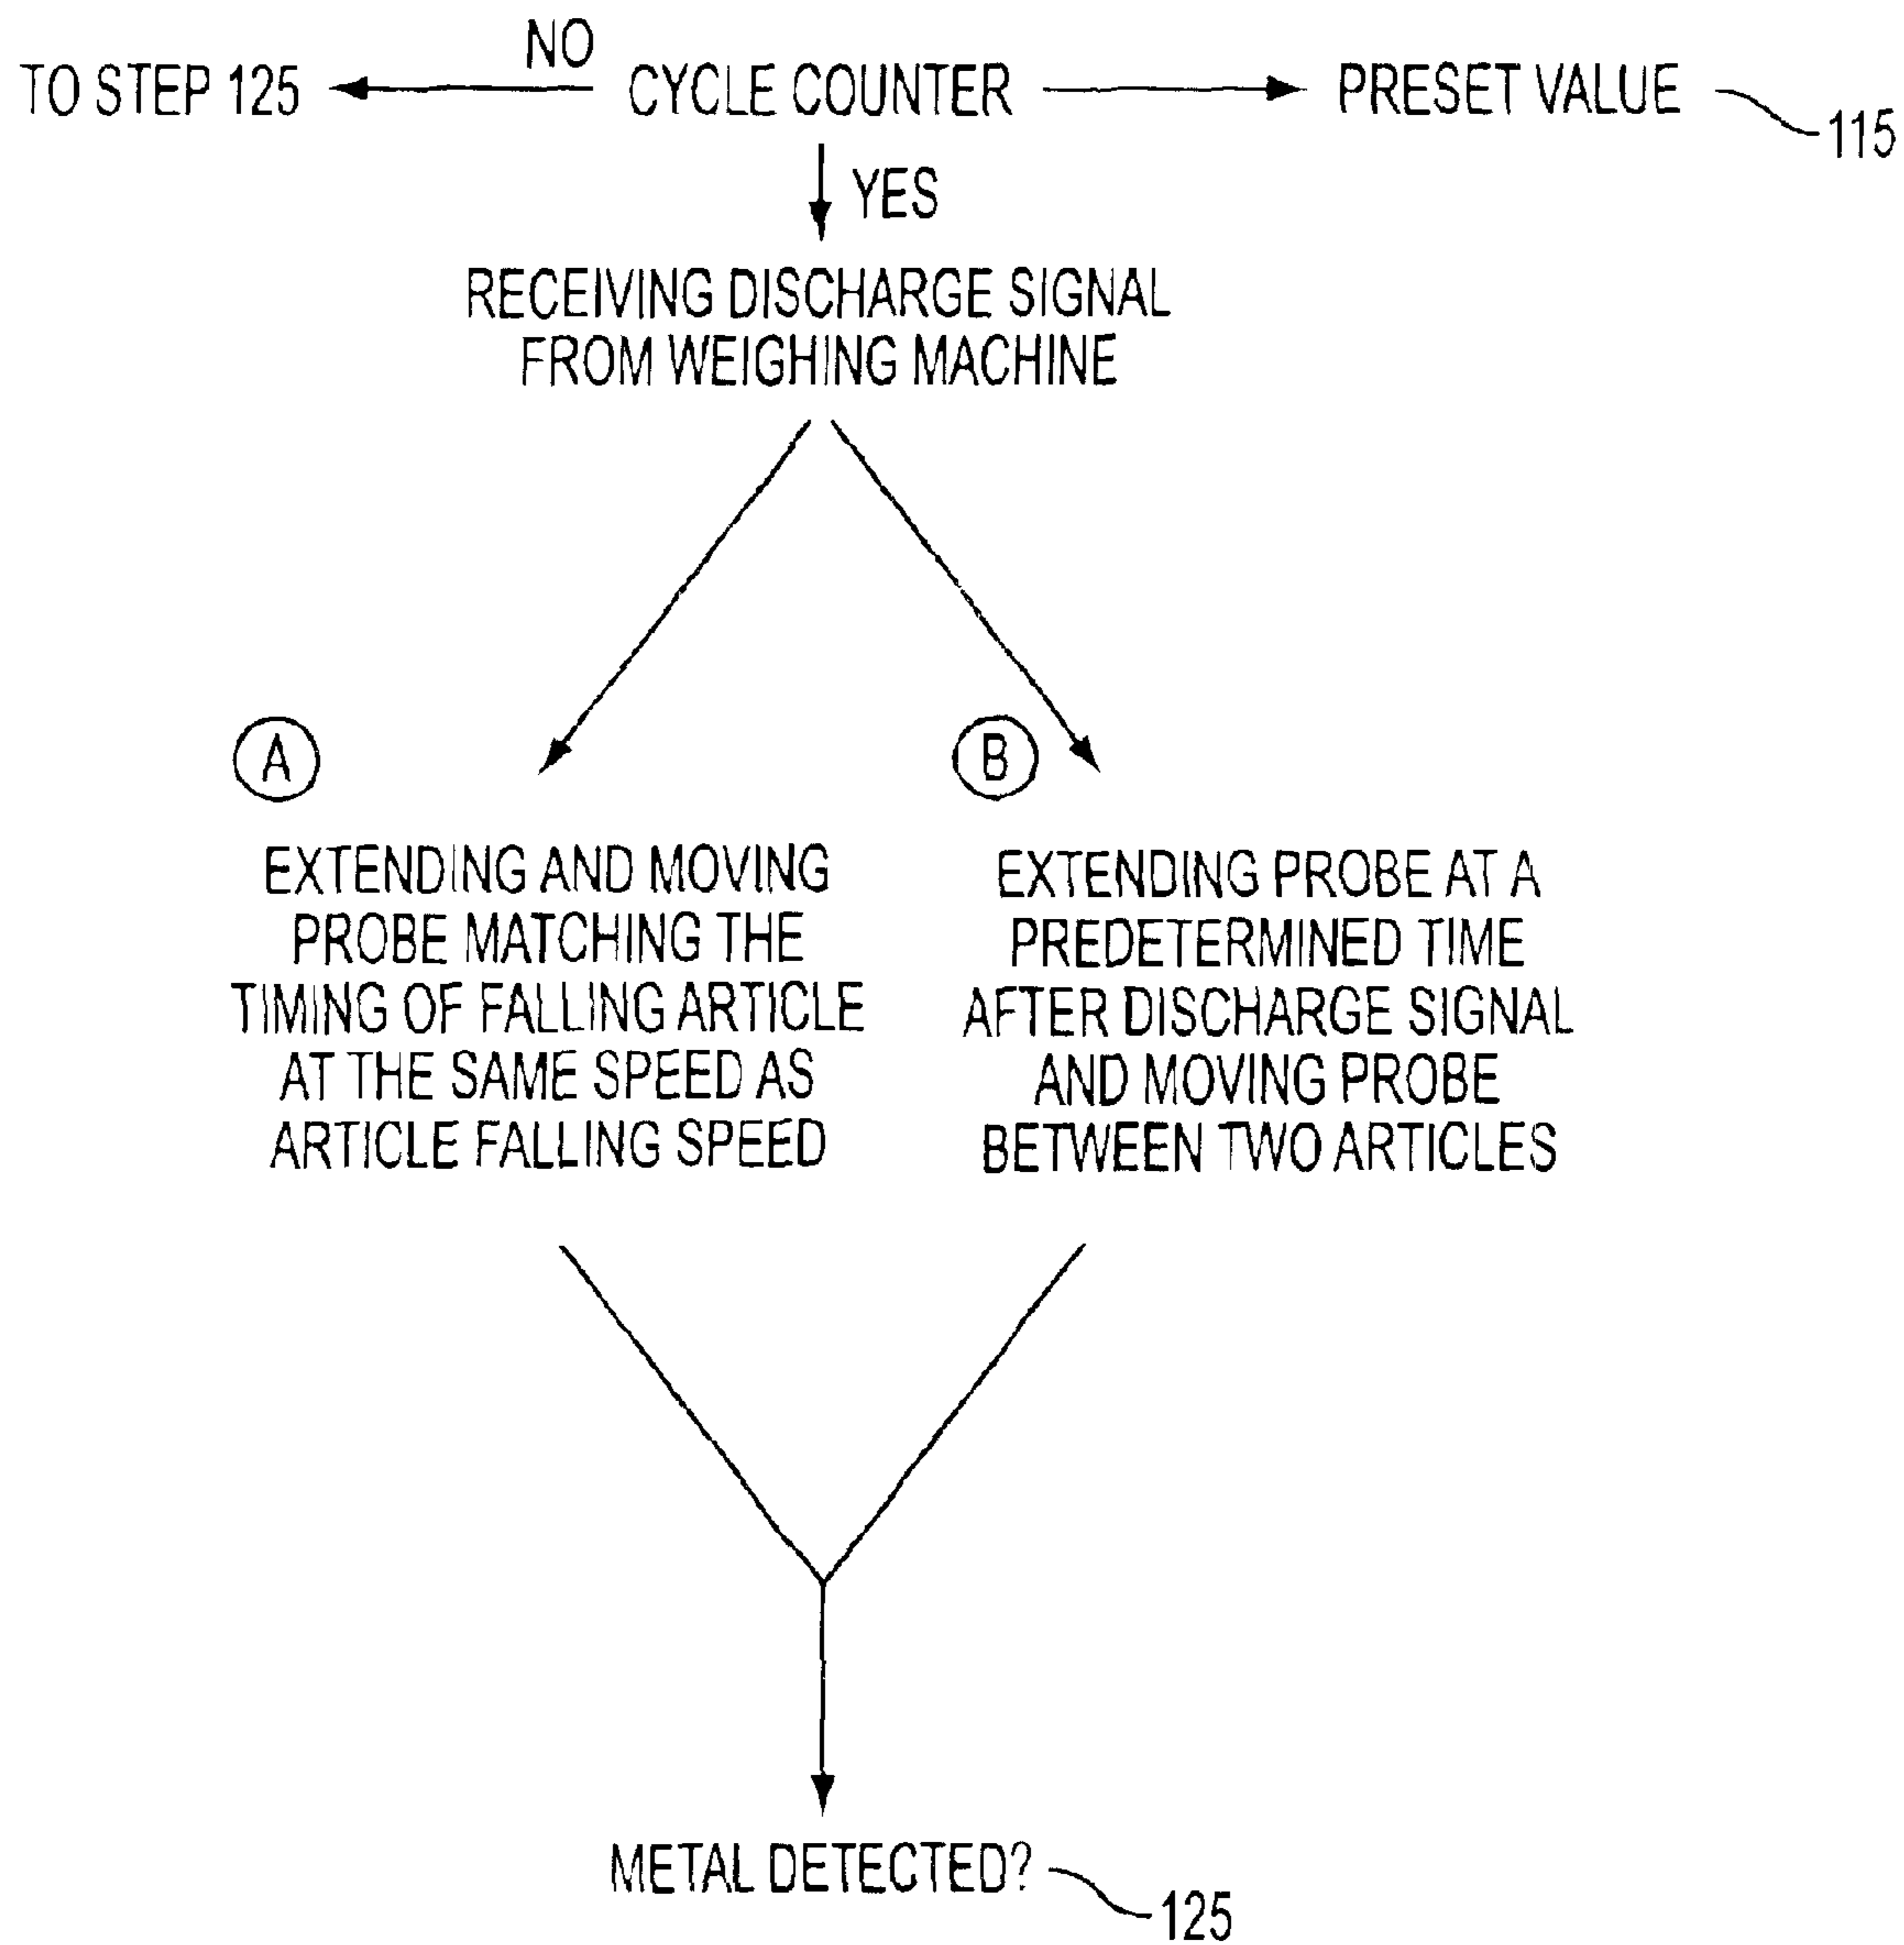 NO
TO STEP 125
CYCLE COUNTER
PRESET VALUE
115
YES
RECEIVING DISCHARGE SIGNAL
FROM WEIGHING MACHINE
A
B
EXTENDING AND MOVING
PROBE MATCHING THE
TIMING OF FALLING ARTICLE
AT THE SAME SPEED AS
ARTICLE FALLING SPEED
EXTENDING PROBE AT A
PREDETERMINED TIME
AFTER DISCHARGE SIGNAL
AND MOVING PROBE
BETWEEN TWO ARTICLES
METAL DETECTED?
125